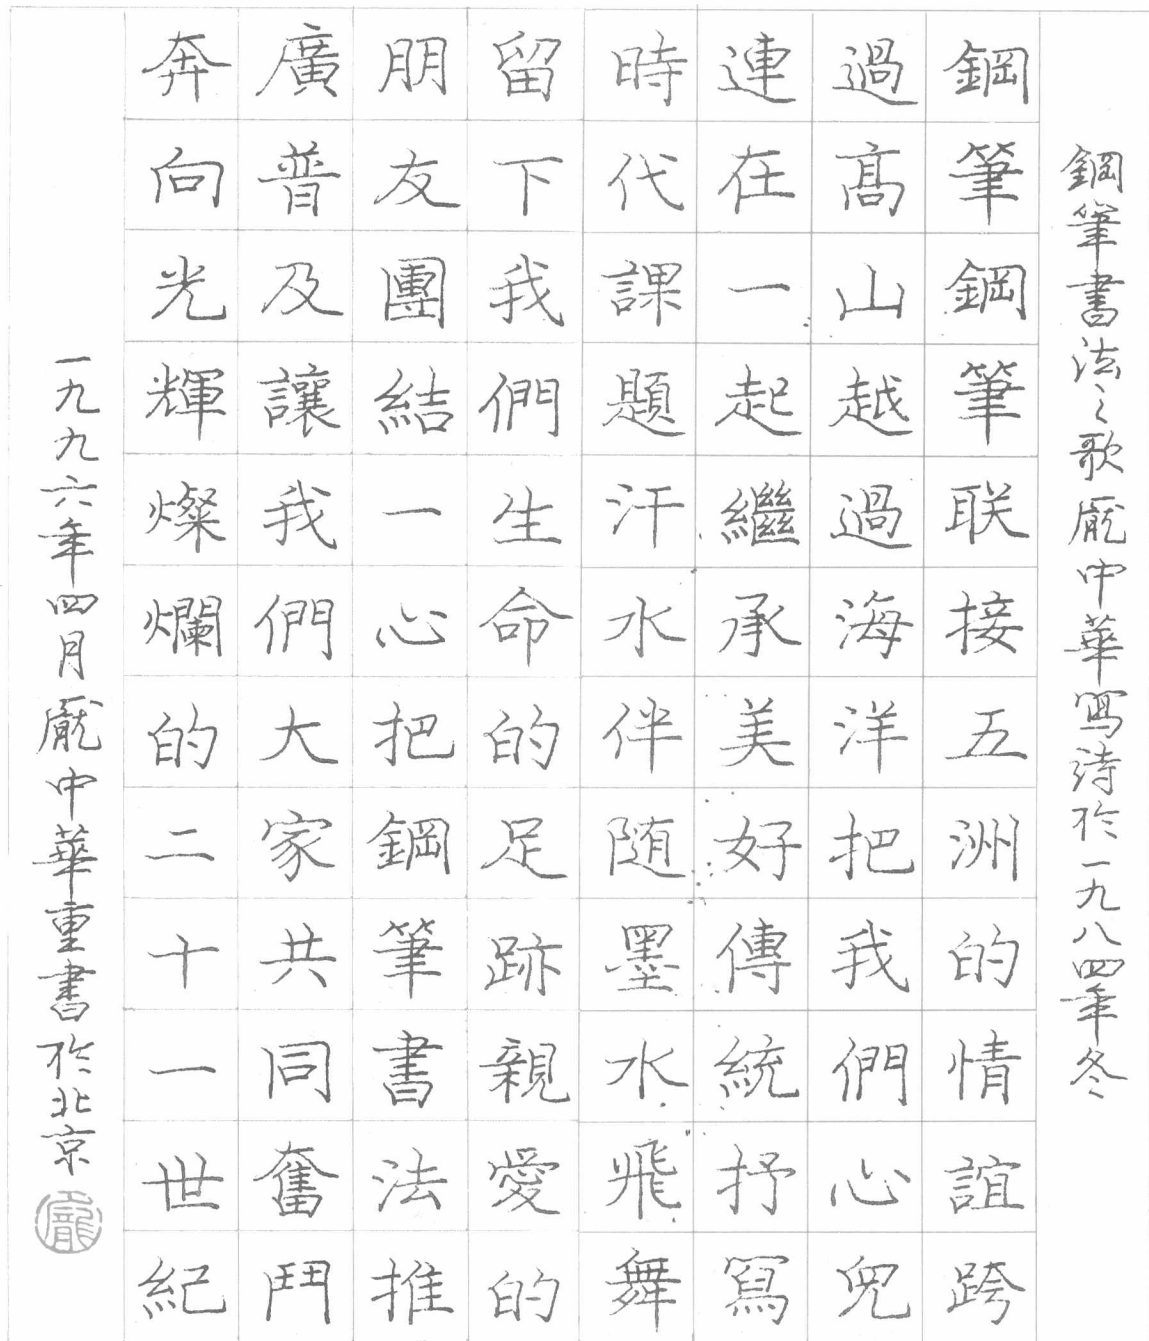 鋼筆書法之歌龐中華寫詩於一九八四年冬
鋼筆鋼筆联接五洲的情誼跨
過高山越過海洋把我們心兒
連在一起繼承美好傳統抒寫
時代課題汗水伴随墨水飛舞
留下我們生命的足跡親愛的
朋友團結一心把鋼筆書法推
廣普及讓我們大家共同奮鬥
奔向光輝燦爛的二十一世紀
一九九六年四月龐中華重書於北京
龐